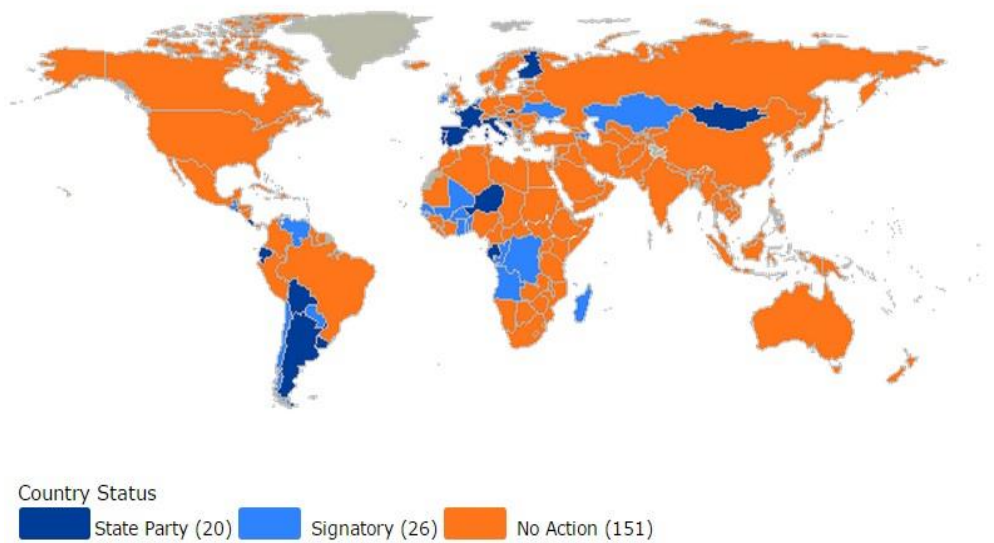 Country Status
State Party (20) Signatory (26) No Action (151)